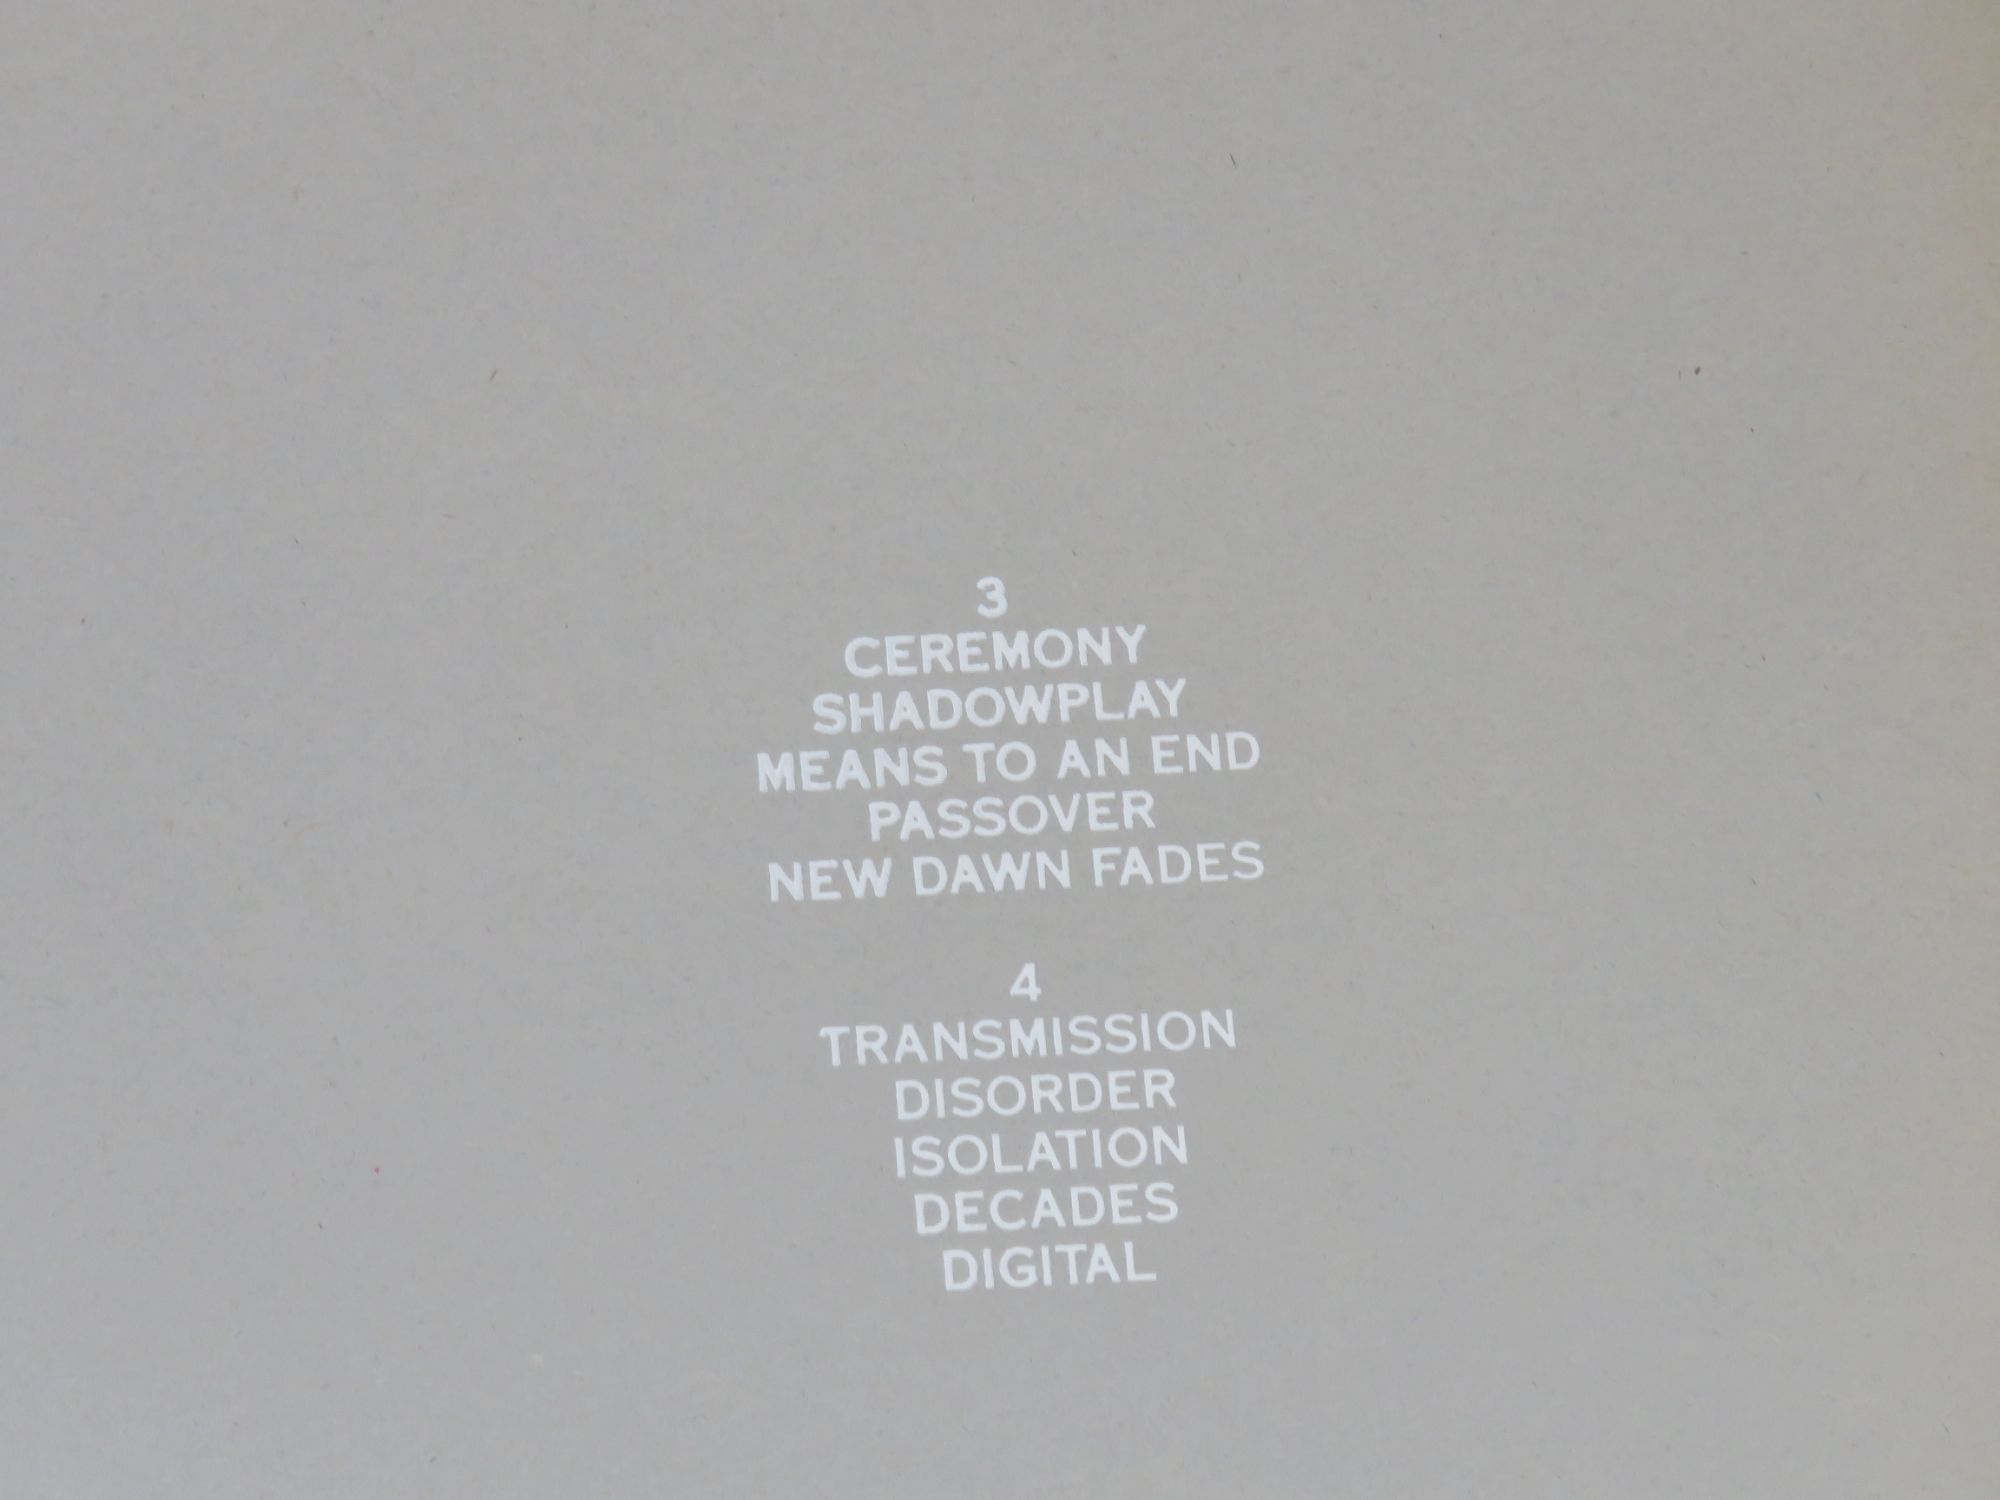 3
CEREMONY
SHADOWPLAY
MEANS TO AN END
PASSOVER
NEW DAWN FADES
4
TRANSMISSION
DISORDER
ISOLATION
DECADES
DIGITAL